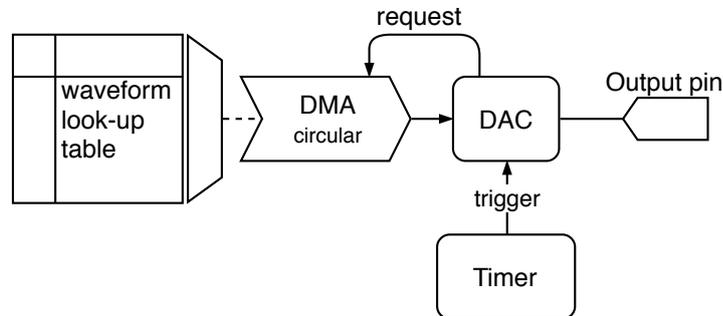 request
waveform
look-up
table
DMA
circular
DAC
Output pin
trigger
Timer